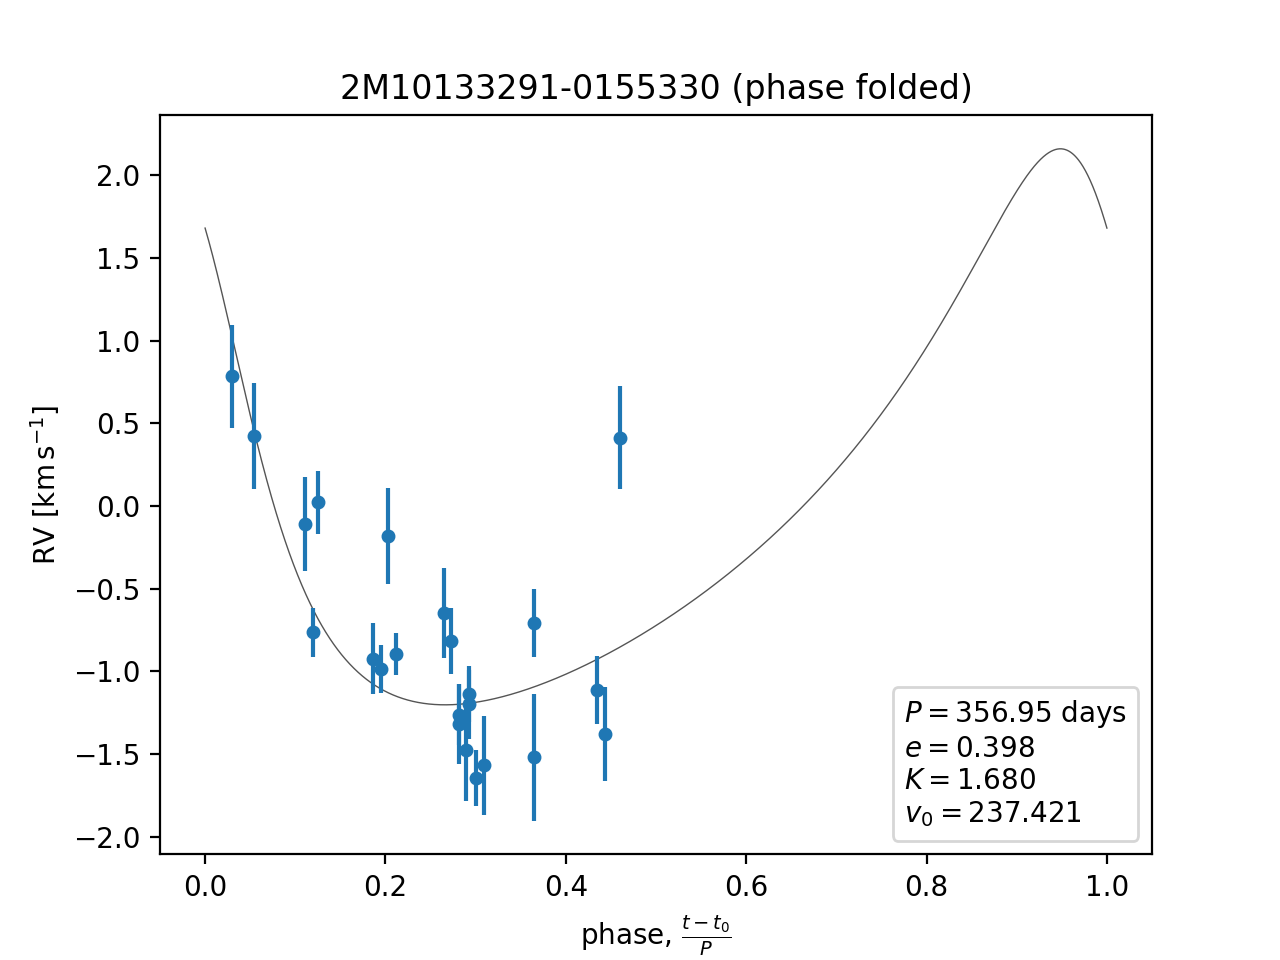 2M10133291-0155330 (phase folded)
RV [km s⁻¹]
2.0
1.5
1.0
0.5
0.0
−0.5
−1.0
−1.5
−2.0
P = 356.95 days
e = 0.398
K = 1.680
v₀ = 237.421
0.0 0.2 0.4 0.6 0.8 1.0
phase, (t − t₀)/P